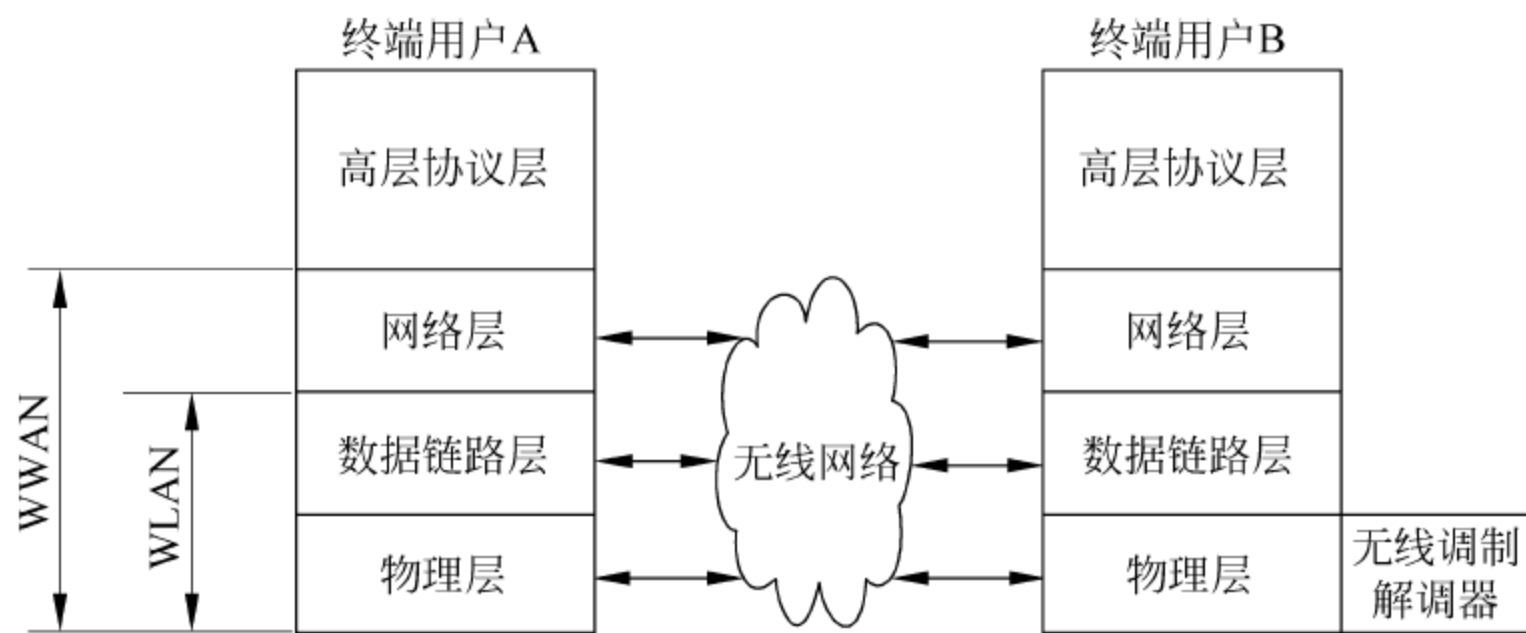 终端用户A
终端用户B
高层协议层
高层协议层
网络层
网络层
WWAN
WLAN
数据链路层
无线网络
数据链路层
物理层
物理层
无线调制
解调器